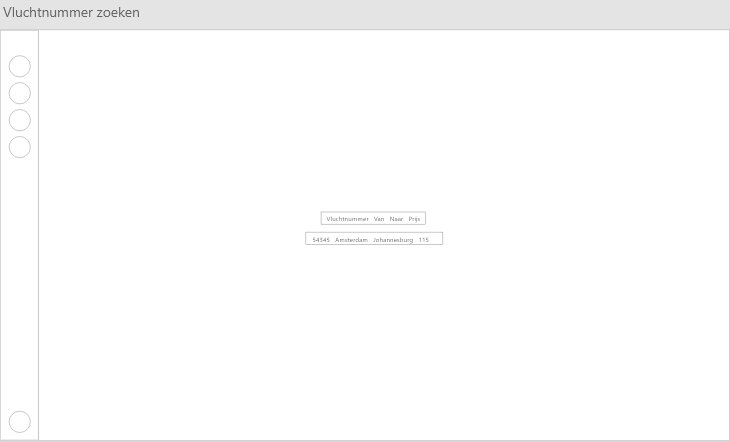 Vluchtnummer zoeken
Vluchtnummer Van Naar Prijs
54345 Amsterdam Johannesburg 115